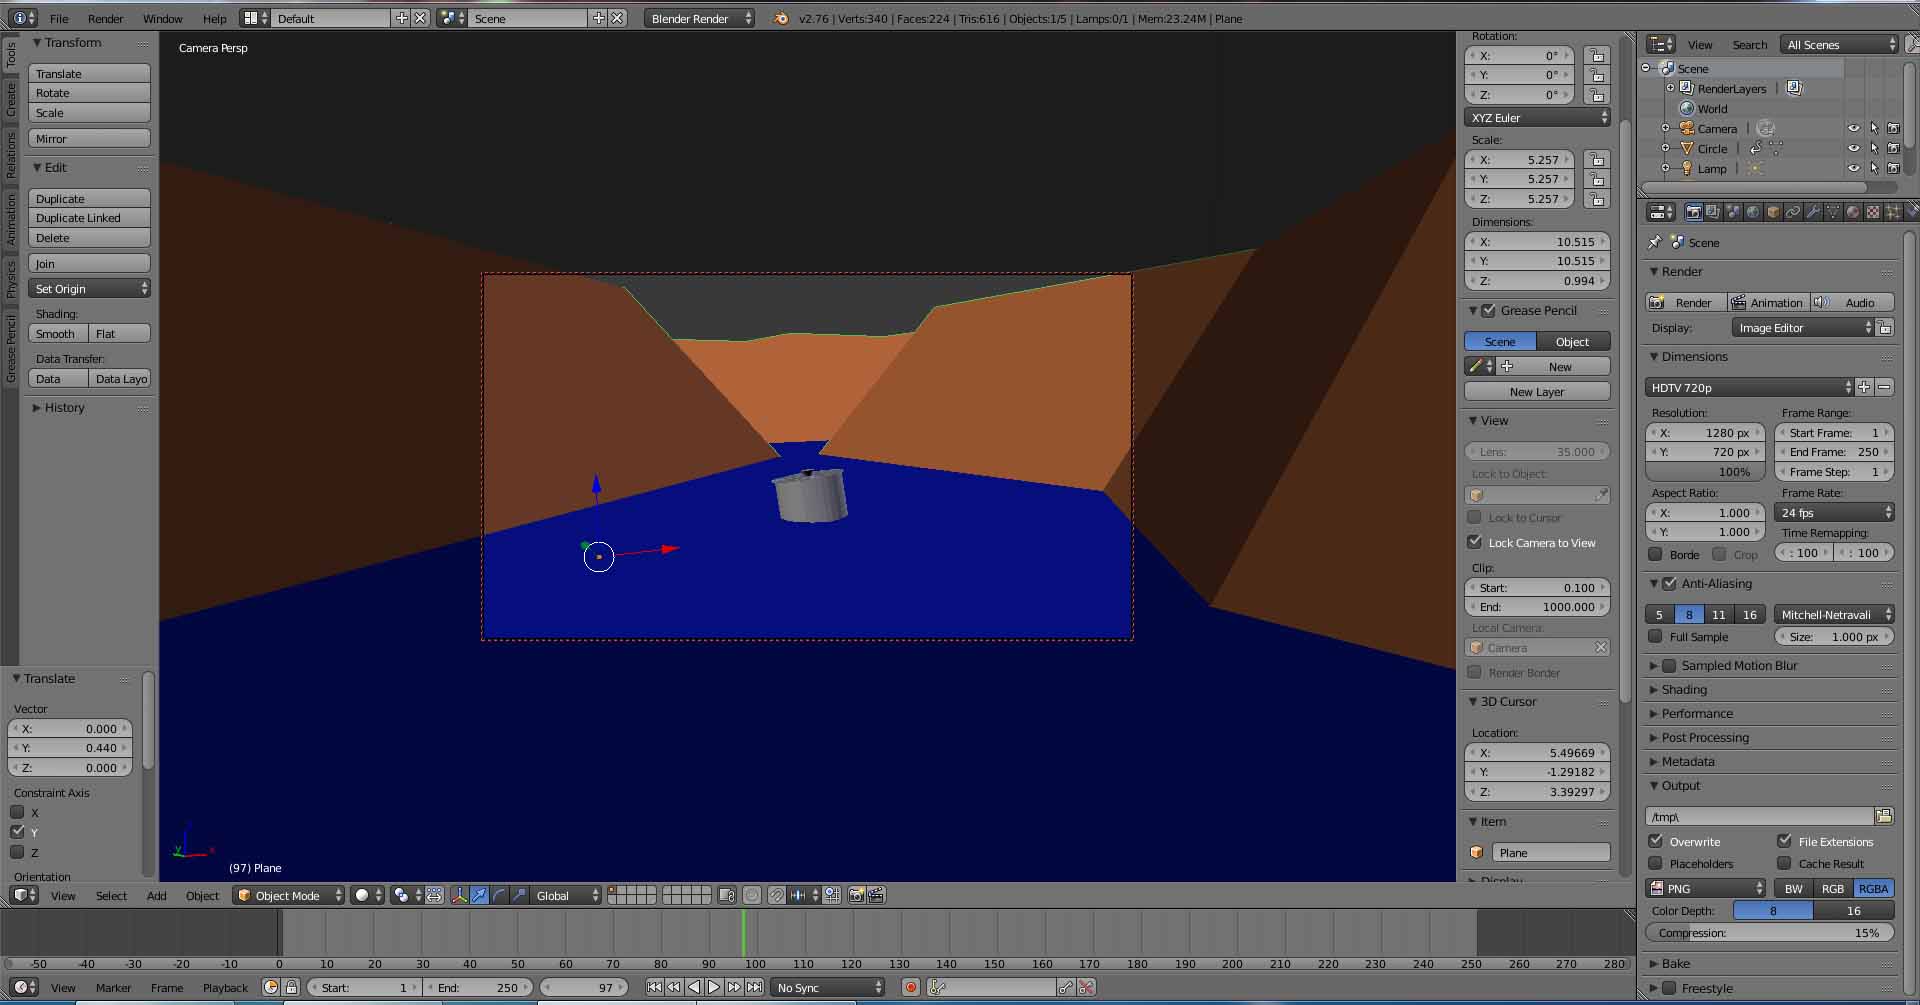 File Render Window Help Default Scene Blender Render v2.76 | Verts:340 | Faces:224 | Tris:616 | Objects:1/5 | Lamps:0/1 | Mem:23.24M | Plane
Tools
Create
Relations
Animation
Physics
Grease Pencil
Transform
Translate
Rotate
Scale
Mirror
Edit
Duplicate
Duplicate Linked
Delete
Join
Set Origin
Shading:
Smooth Flat
Data Transfer:
Data Data Layo
History
Translate
Vector
X: 0.000
Y: 0.440
Z: 0.000
Constraint Axis
X
Y
Z
Orientation
Camera Persp
(97) Plane
Rotation:
X: 0°
Y: 0°
Z: 0°
XYZ Euler
Scale:
X: 5.257
Y: 5.257
Z: 5.257
Dimensions:
X: 10.515
Y: 10.515
Z: 0.994
Grease Pencil
Scene Object
New
New Layer
View
Lens: 35.000
Lock to Object:
Lock to Cursor
Lock Camera to View
Clip:
Start: 0.100
End: 1000.000
Local Camera:
Camera
Render Border
3D Cursor
Location:
X: 5.49669
Y: -1.29182
Z: 3.39297
Item
Plane
Display
View Search All Scenes
Scene
RenderLayers |
World
Camera |
Circle |
Lamp |
Scene
Render
Render Animation Audio
Display: Image Editor
Dimensions
HDTV 720p
Resolution: Frame Range:
X: 1280 px Start Frame: 1
Y: 720 px End Frame: 250
100% Frame Step: 1
Aspect Ratio: Frame Rate:
X: 1.000 24 fps
Y: 1.000 Time Remapping:
Borde Crop : 100 : 100
Anti-Aliasing
5 8 11 16 Mitchell-Netravali
Full Sample Size: 1.000 px
Sampled Motion Blur
Shading
Performance
Post Processing
Metadata
Output
/tmp\
Overwrite File Extensions
Placeholders Cache Result
PNG BW RGB RGBA
Color Depth: 8 16
Compression: 15%
Bake
Freestyle
View Select Add Object Object Mode Global
-50 -40 -30 -20 -10 0 10 20 30 40 50 60 70 80 90 100 110 120 130 140 150 160 170 180 190 200 210 220 230 240 250 260 270 280
View Marker Frame Playback Start: 1 End: 250 97 No Sync